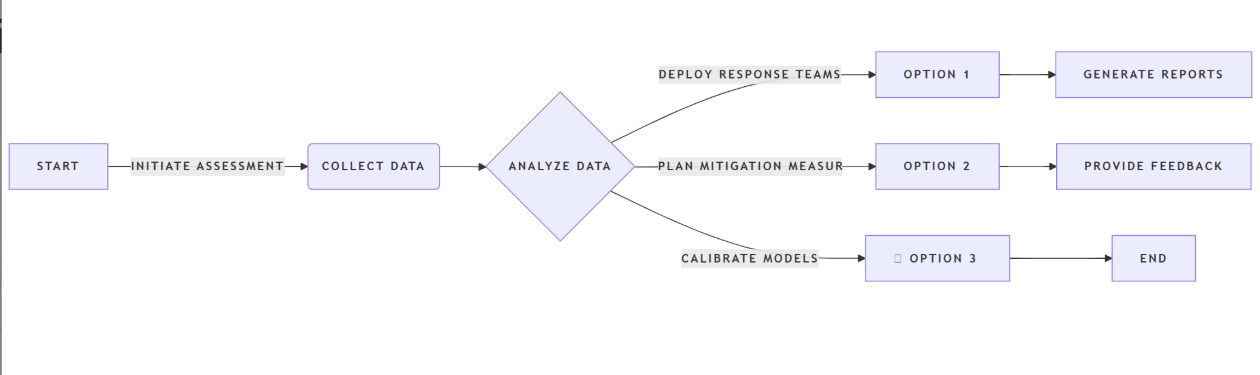 DEPLOY RESPONSE TEAMS
OPTION 1
GENERATE REPORTS
START
INITIATE ASSESSMENT
COLLECT DATA
ANALYZE DATA
PLAN MITIGATION MEASUR
OPTION 2
PROVIDE FEEDBACK
CALIBRATE MODELS
OPTION 3
END